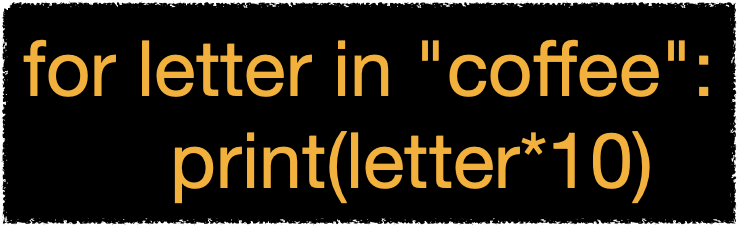 for letter in "coffee":
print(letter*10)